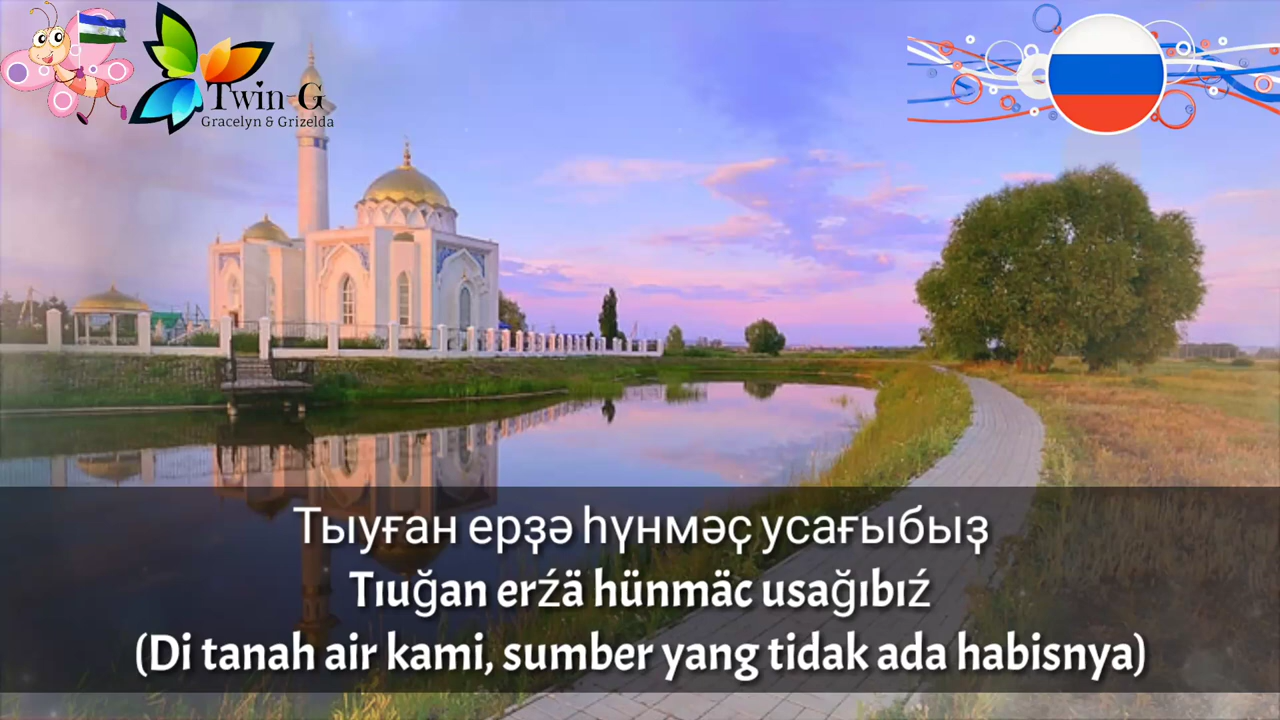 Twin G
Gracelyn & Grizelda
Тыуған ерҙә һүнмәҫ усағыбыҙ
Tıuğan erźä hünmäc usağıbıź
(Di tanah air kami, sumber yang tidak ada habisnya)